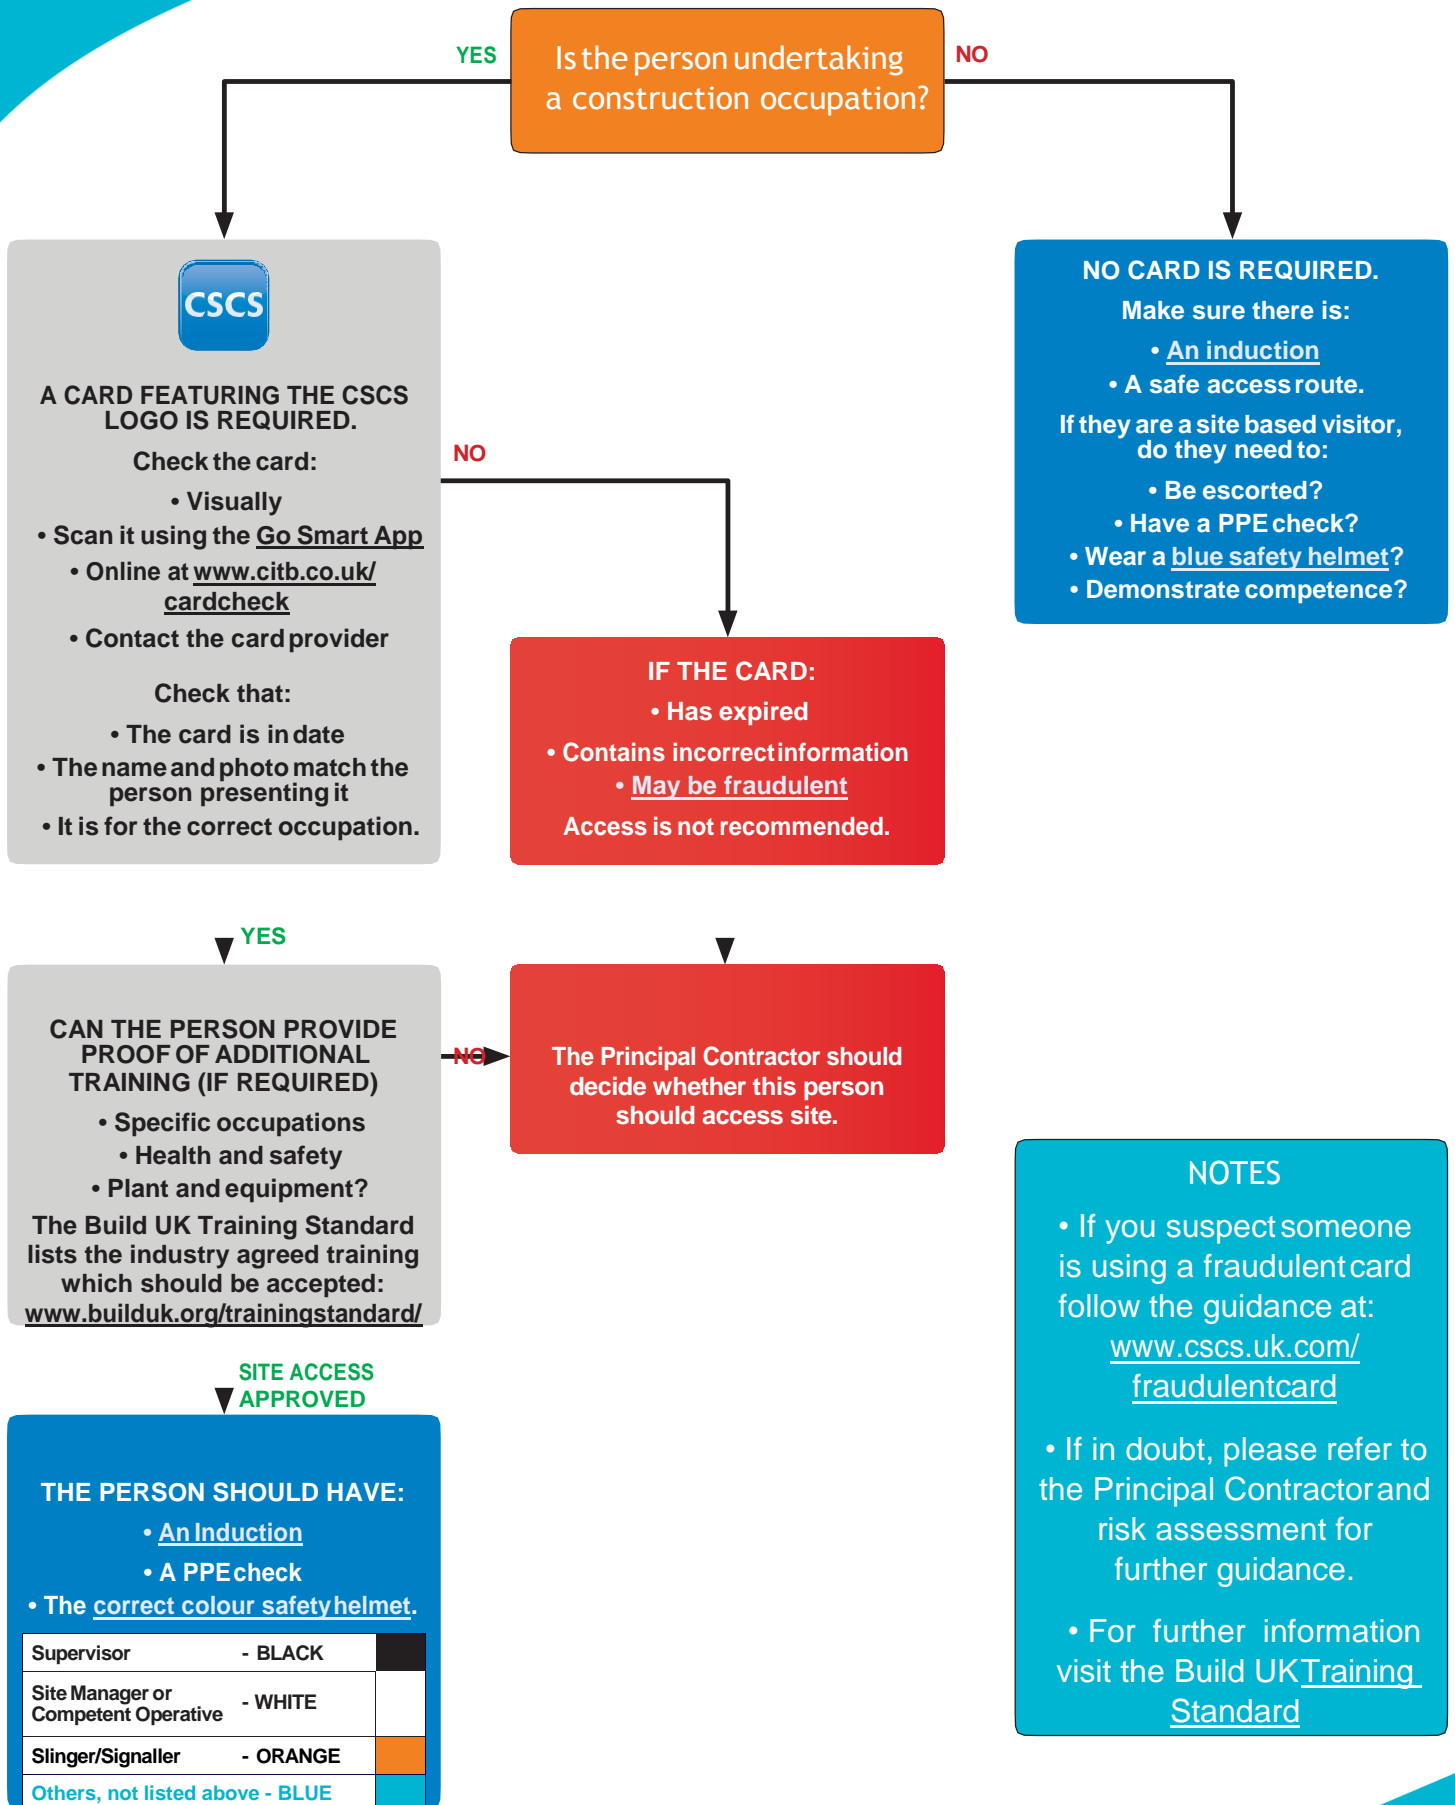 YES
Is the person undertaking
a construction occupation?
NO
CSCS
A CARD FEATURING THE CSCS
LOGO IS REQUIRED.
Check the card:
• Visually
• Scan it using the Go Smart App
• Online at www.citb.co.uk/
cardcheck
• Contact the card provider
Check that:
• The card is in date
• The name and photo match the
person presenting it
• It is for the correct occupation.
NO
IF THE CARD:
• Has expired
• Contains incorrect information
• May be fraudulent
Access is not recommended.
NO CARD IS REQUIRED.
Make sure there is:
• An induction
• A safe access route.
If they are a site based visitor,
do they need to:
• Be escorted?
• Have a PPE check?
• Wear a blue safety helmet?
• Demonstrate competence?
YES
CAN THE PERSON PROVIDE
PROOF OF ADDITIONAL
TRAINING (IF REQUIRED)
• Specific occupations
• Health and safety
• Plant and equipment?
The Build UK Training Standard
lists the industry agreed training
which should be accepted:
www.builduk.org/trainingstandard/
NO
The Principal Contractor should
decide whether this person
should access site.
SITE ACCESS
APPROVED
THE PERSON SHOULD HAVE:
• An Induction
• A PPE check
• The correct colour safety helmet.
Supervisor - BLACK
Site Manager or
Competent Operative - WHITE
Slinger/Signaller - ORANGE
Others, not listed above - BLUE
NOTES
• If you suspect someone
is using a fraudulent card
follow the guidance at:
www.cscs.uk.com/
fraudulentcard
• If in doubt, please refer to
the Principal Contractor and
risk assessment for
further guidance.
• For further information
visit the Build UK Training
Standard